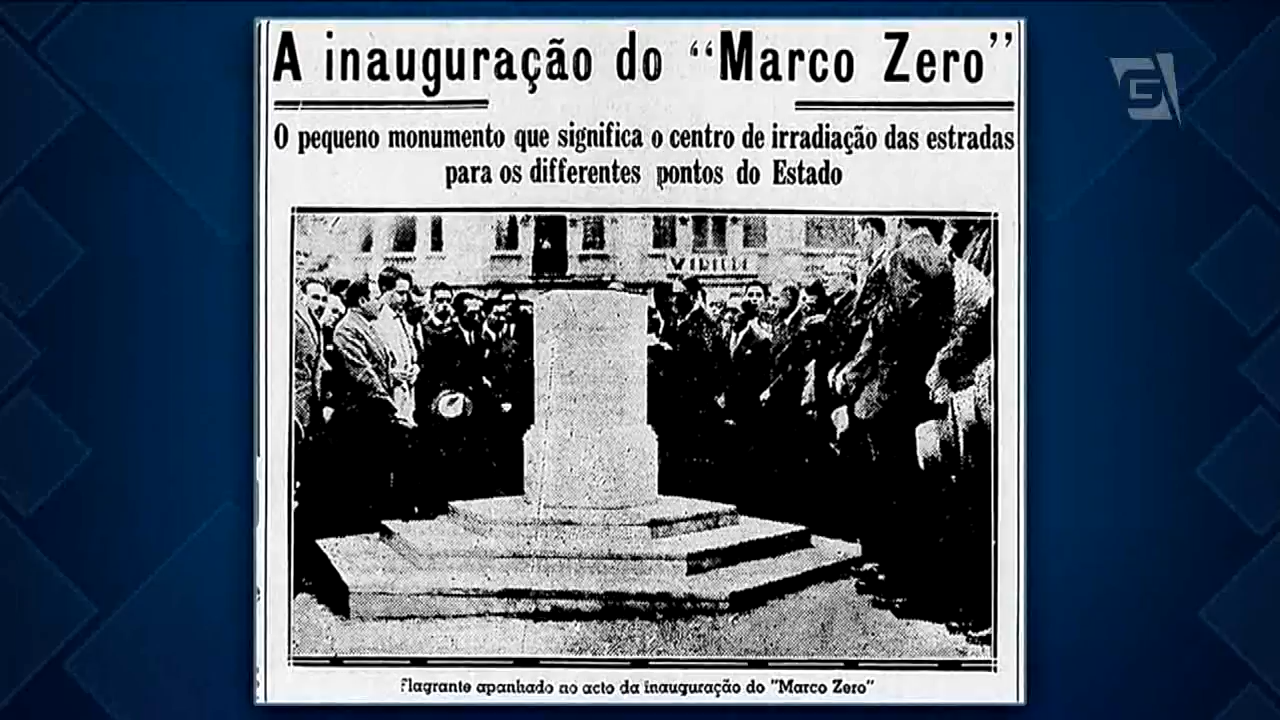 A inauguração do “Marco Zero”
O pequeno monumento que significa o centro de irradiação das estradas
para os differentes pontos do Estado
Flagrante apanhado no acto da inauguração do "Marco Zero"